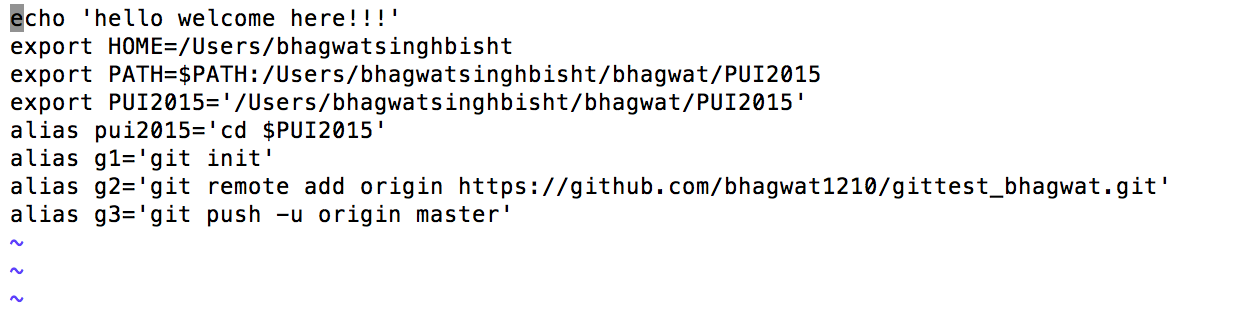 echo 'hello welcome here!!!'
export HOME=/Users/bhagwatsinghbisht
export PATH=$PATH:/Users/bhagwatsinghbisht/bhagwat/PUI2015
export PUI2015='/Users/bhagwatsinghbisht/bhagwat/PUI2015'
alias pui2015='cd $PUI2015'
alias g1='git init'
alias g2='git remote add origin https://github.com/bhagwat1210/gittest_bhagwat.git'
alias g3='git push -u origin master'
~
~
~